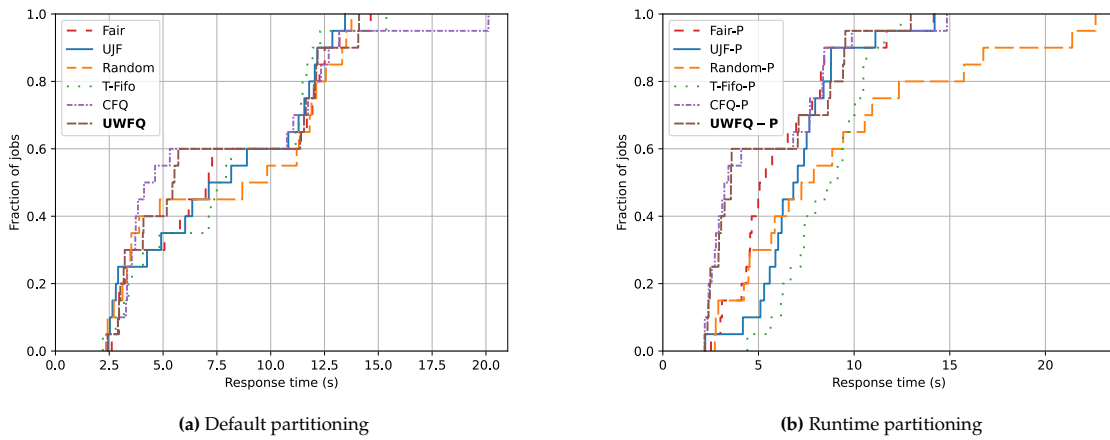 1.0
0.8
0.6
0.4
0.2
0.0
Fraction of jobs
Fair
UJF
Random
T-Fifo
CFQ
UWFQ
0.0 2.5 5.0 7.5 10.0 12.5 15.0 17.5 20.0
Response time (s)
(a) Default partitioning
1.0
0.8
0.6
0.4
0.2
0.0
Fraction of jobs
Fair-P
UJF-P
Random-P
T-Fifo-P
CFQ-P
UWFQ − P
0 5 10 15 20
Response time (s)
(b) Runtime partitioning